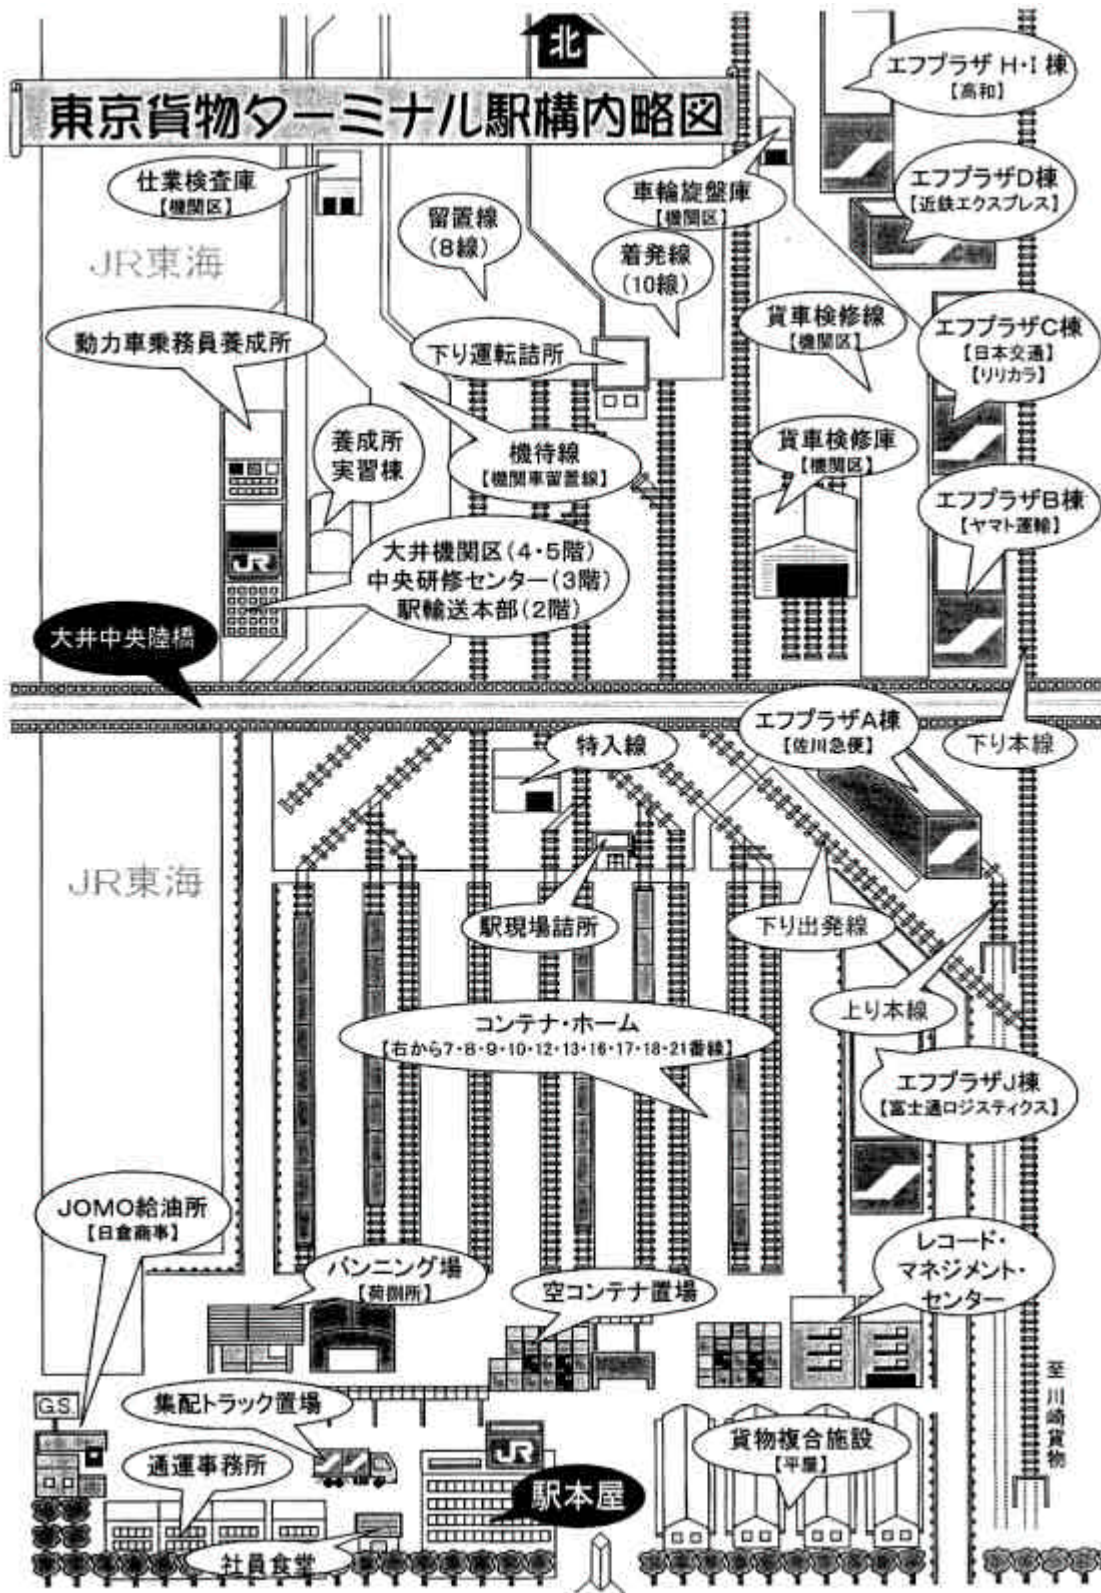 北
東京貨物ターミナル駅構内略図
エフプラザ H・I 棟
【高和】
仕業検査庫
【機関区】
車輪旋盤庫
【機関区】
エフプラザD棟
【近鉄エクスプレス】
留置線
(8線)
着発線
(10線)
JR東海
貨車検修線
【機関区】
エフプラザC棟
【日本交通】
【りりカラ】
動力車乗務員養成所
下り運転詰所
養成所
実習棟
機待線
【機関車留置線】
貨車検修庫
【機関区】
エフプラザB棟
【ヤマト運輸】
JR
大井機関区(4・5階)
中央研修センター(3階)
駅輸送本部(2階)
大井中央陸橋
エフプラザA棟
【佐川急便】
特入線
下り本線
JR東海
駅現場詰所
下り出発線
上り本線
コンテナ・ホーム
【右から7・8・9・10・12・13・16・17・18・21番線】
エフプラザJ棟
【富士通ロジスティクス】
JOMO給油所
【日倉商事】
バンニング場
【荷捌所】
空コンテナ置場
レコード・
マネジメント・
センター
至川崎貨物
G.S.
集配トラック置場
JR
貨物複合施設
【平屋】
通運事務所
駅本屋
社員食堂